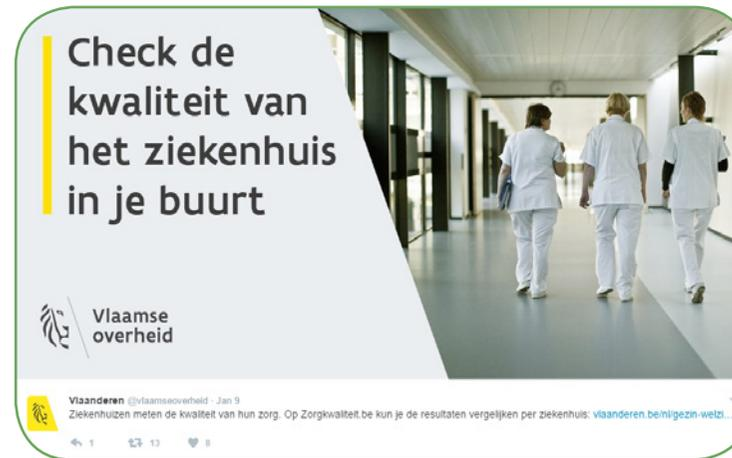 Check de
kwaliteit van
het ziekenhuis
in je buurt
Vlaamse
overheid
Vlaanderen @vlaamseoverheid · Jan 9
Ziekenhuizen meten de kwaliteit van hun zorg. Op Zorgkwaliteit.be kun je de resultaten vergelijken per ziekenhuis: vlaanderen.be/nl/gezin-welzi...
1 13 8